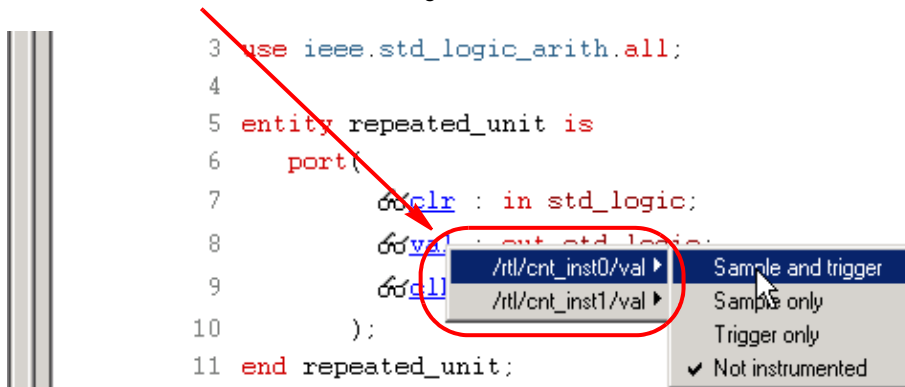 3 use ieee.std_logic_arith.all;
4
5 entity repeated_unit is
6 port(
7 clr : in std_logic;
8 val : out std_logic;
/rtl/cnt_inst0/val Sample and trigger
9 /rtl/cnt_inst1/val Sample only
10 ); Trigger only
11 end repeated_unit; Not instrumented